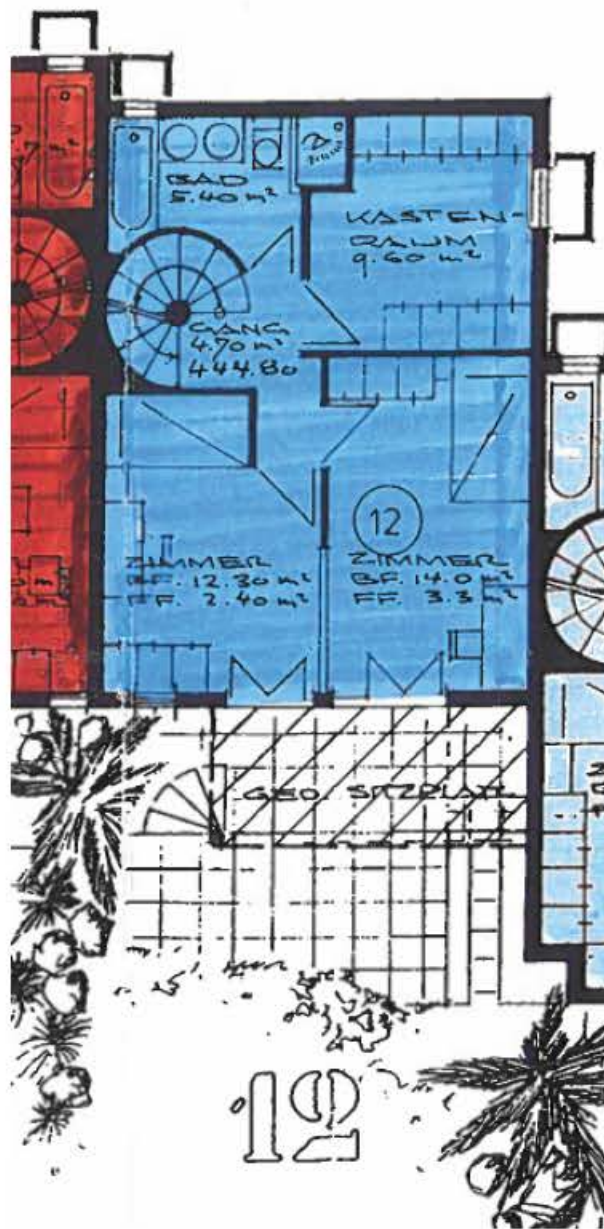 BAD
5.40 m²
KASTEN-
RAUM
9.60 m²
GANG
4.70 m²
444.80
12
ZIMMER
BF. 12.30 m²
FF. 2.40 m²
ZIMMER
BF. 14.0 m²
FF. 3.3 m²
GED. SITZPLATZ
12